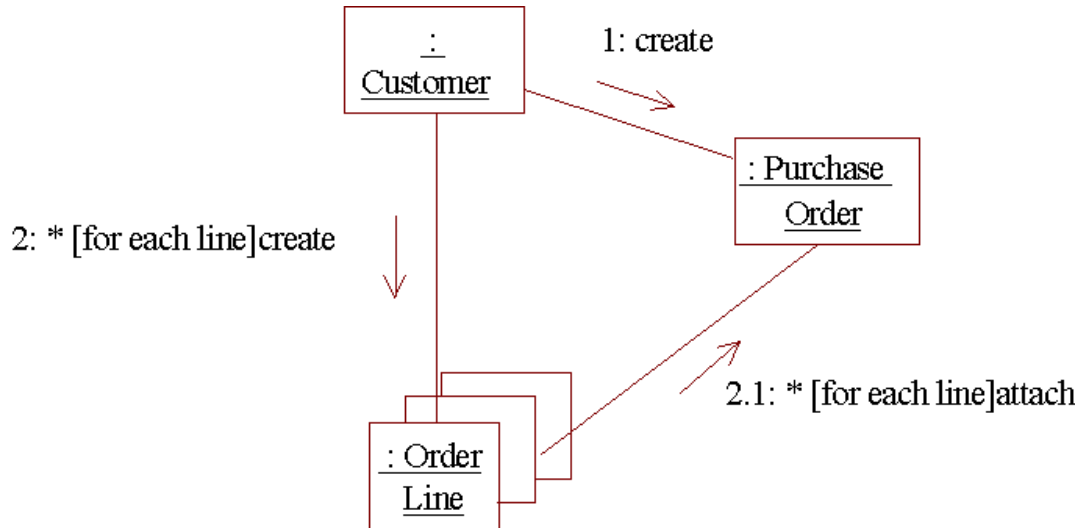 :
Customer
1: create
: Purchase
Order
2: * [for each line]create
2.1: * [for each line]attach
: Order
Line